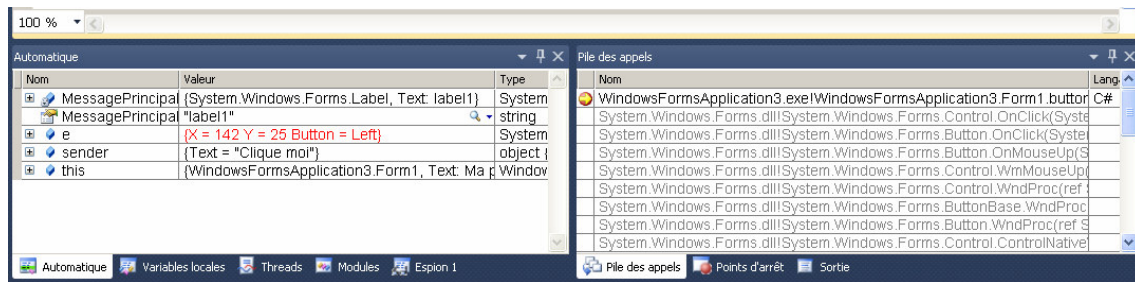 100 %
Automatique
Nom Valeur Type
MessagePrincipal {System.Windows.Forms.Label, Text: label1} System
MessagePrincipal "label1" string
e {X = 142 Y = 25 Button = Left} System
sender {Text = "Clique moi"} object {
this {WindowsFormsApplication3.Form1, Text: Ma p Window
Automatique Variables locales Threads Modules Espion 1
Pile des appels
Nom Lang
WindowsFormsApplication3.exe!WindowsFormsApplication3.Form1.button C#
System.Windows.Forms.dll!System.Windows.Forms.Control.OnClick(Syste
System.Windows.Forms.dll!System.Windows.Forms.Button.OnClick(System
System.Windows.Forms.dll!System.Windows.Forms.Button.OnMouseUp(S
System.Windows.Forms.dll!System.Windows.Forms.Control.WmMouseUp(
System.Windows.Forms.dll!System.Windows.Forms.Control.WndProc(ref
System.Windows.Forms.dll!System.Windows.Forms.ButtonBase.WndProc
System.Windows.Forms.dll!System.Windows.Forms.Button.WndProc(ref S
System.Windows.Forms.dll!System.Windows.Forms.Control.ControlNative
Pile des appels Points d'arrêt Sortie